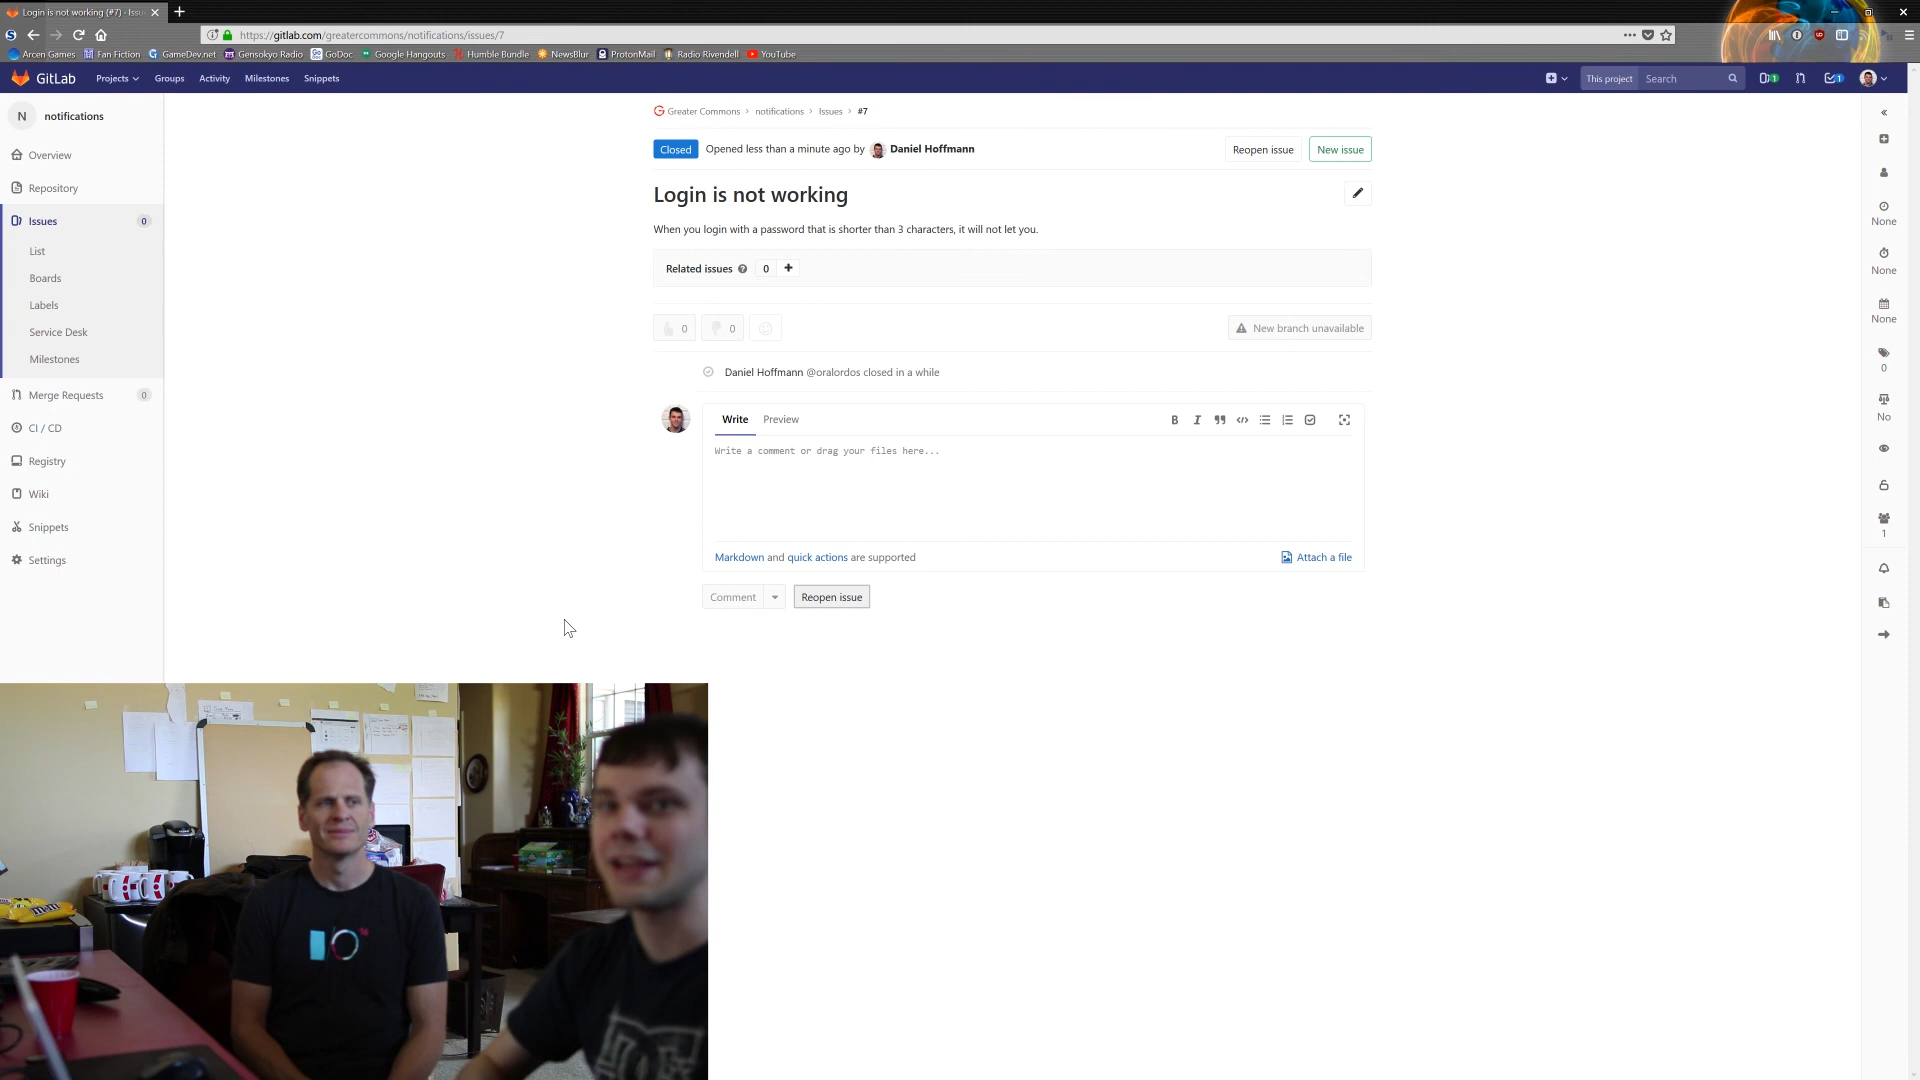 Login is not working (#7) · Issu
https://gitlab.com/greatercommons/notifications/issues/7
Arcen Games Fan Fiction GameDev.net Gensokyo Radio GoDoc Google Hangouts Humble Bundle NewsBlur ProtonMail Radio Rivendell YouTube
GitLab Projects Groups Activity Milestones Snippets This project Search 1 1
N notifications
Overview
Repository
Issues 0
List
Boards
Labels
Service Desk
Milestones
Merge Requests 0
CI / CD
Registry
Wiki
Snippets
Settings
Greater Commons > notifications > Issues > #7
Closed Opened less than a minute ago by Daniel Hoffmann Reopen issue New issue
Login is not working
When you login with a password that is shorter than 3 characters, it will not let you.
Related issues 0
0 0 New branch unavailable
Daniel Hoffmann @oralordos closed in a while
Write Preview
Write a comment or drag your files here...
Markdown and quick actions are supported Attach a file
Comment Reopen issue
None
None
None
0
No
1
I/O